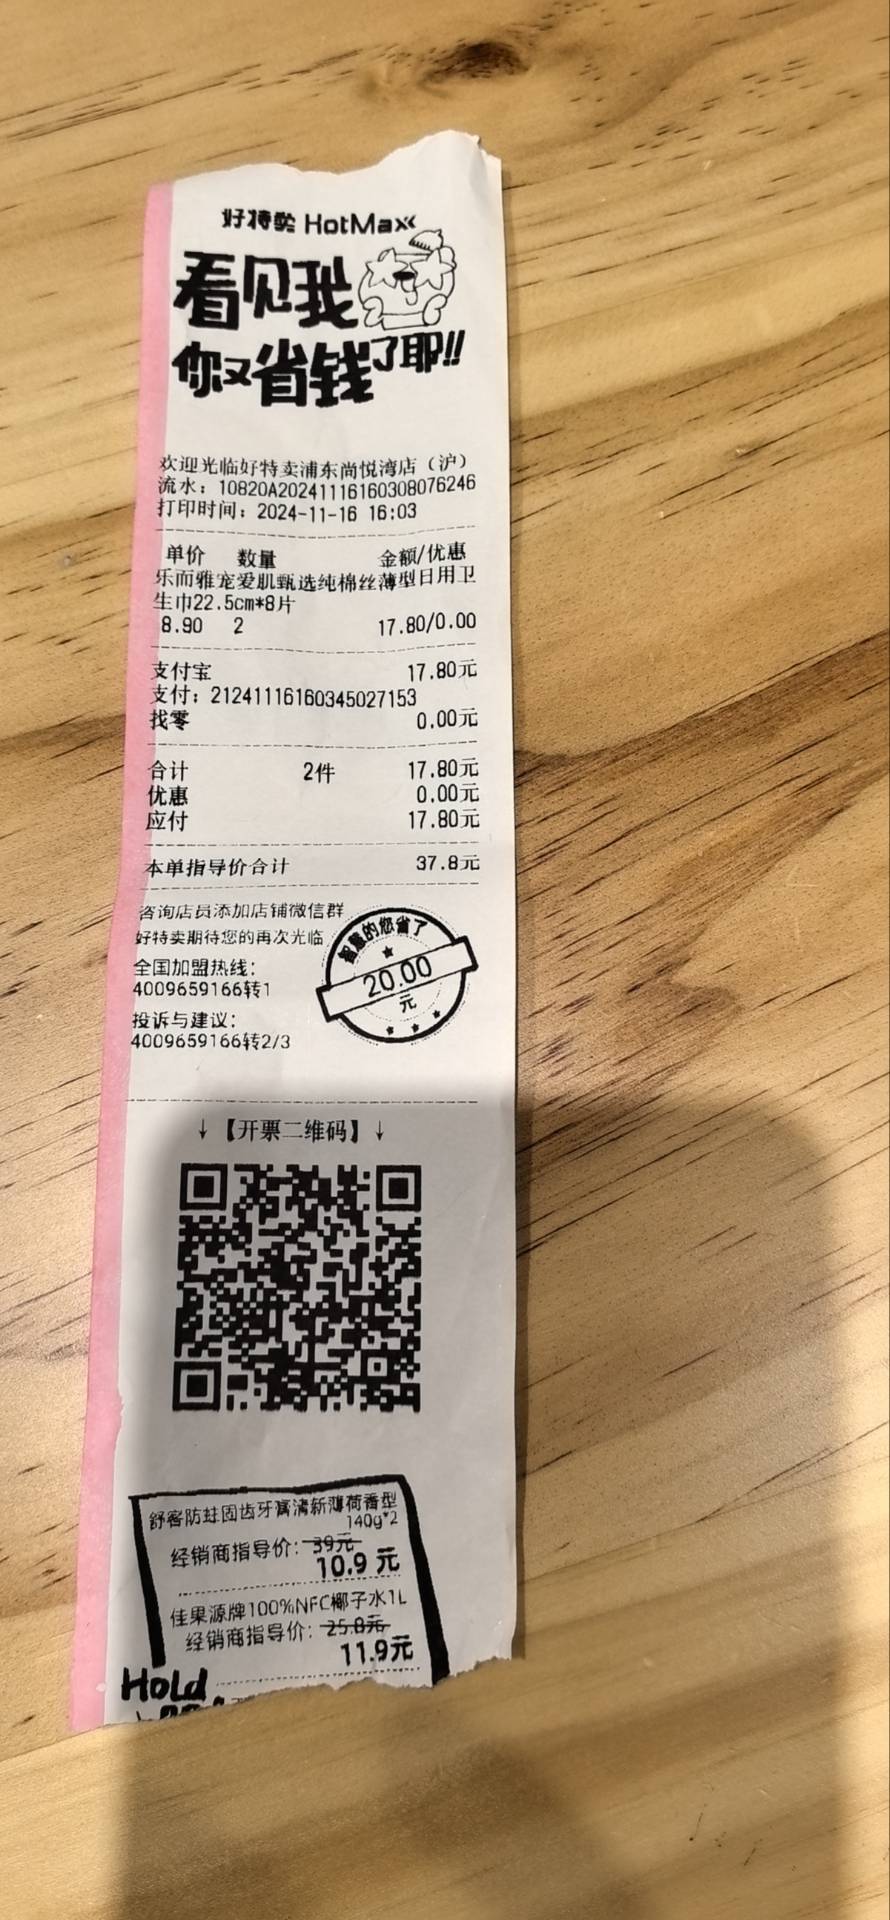 好特卖 HotMaxx
看见我
你又省钱了耶!!
欢迎光临好特卖浦东尚悦湾店（沪）
流水：10820A20241116160308076246
打印时间：2024-11-16 16:03
单价 数量 金额/优惠
乐而雅宠爱肌甄选纯棉丝薄型日用卫
生巾22.5cm*8片
8.90 2 17.80/0.00
支付宝 17.80元
支付：21241116160345027153
找零 0.00元
合计 2件 17.80元
优惠 0.00元
应付 17.80元
本单指导价合计 37.8元
咨询店员添加店铺微信群
好特卖期待您的再次光临
全国加盟热线：
4009659166转1
投诉与建议：
4009659166转2/3
智慧的您省了
20.00
元
↓【开票二维码】↓
舒客防蛀固齿牙膏清新薄荷香型
140g*2
经销商指导价：39元
10.9 元
佳果源牌100%NFC椰子水1L
经销商指导价：25.8元
11.9元
Hold